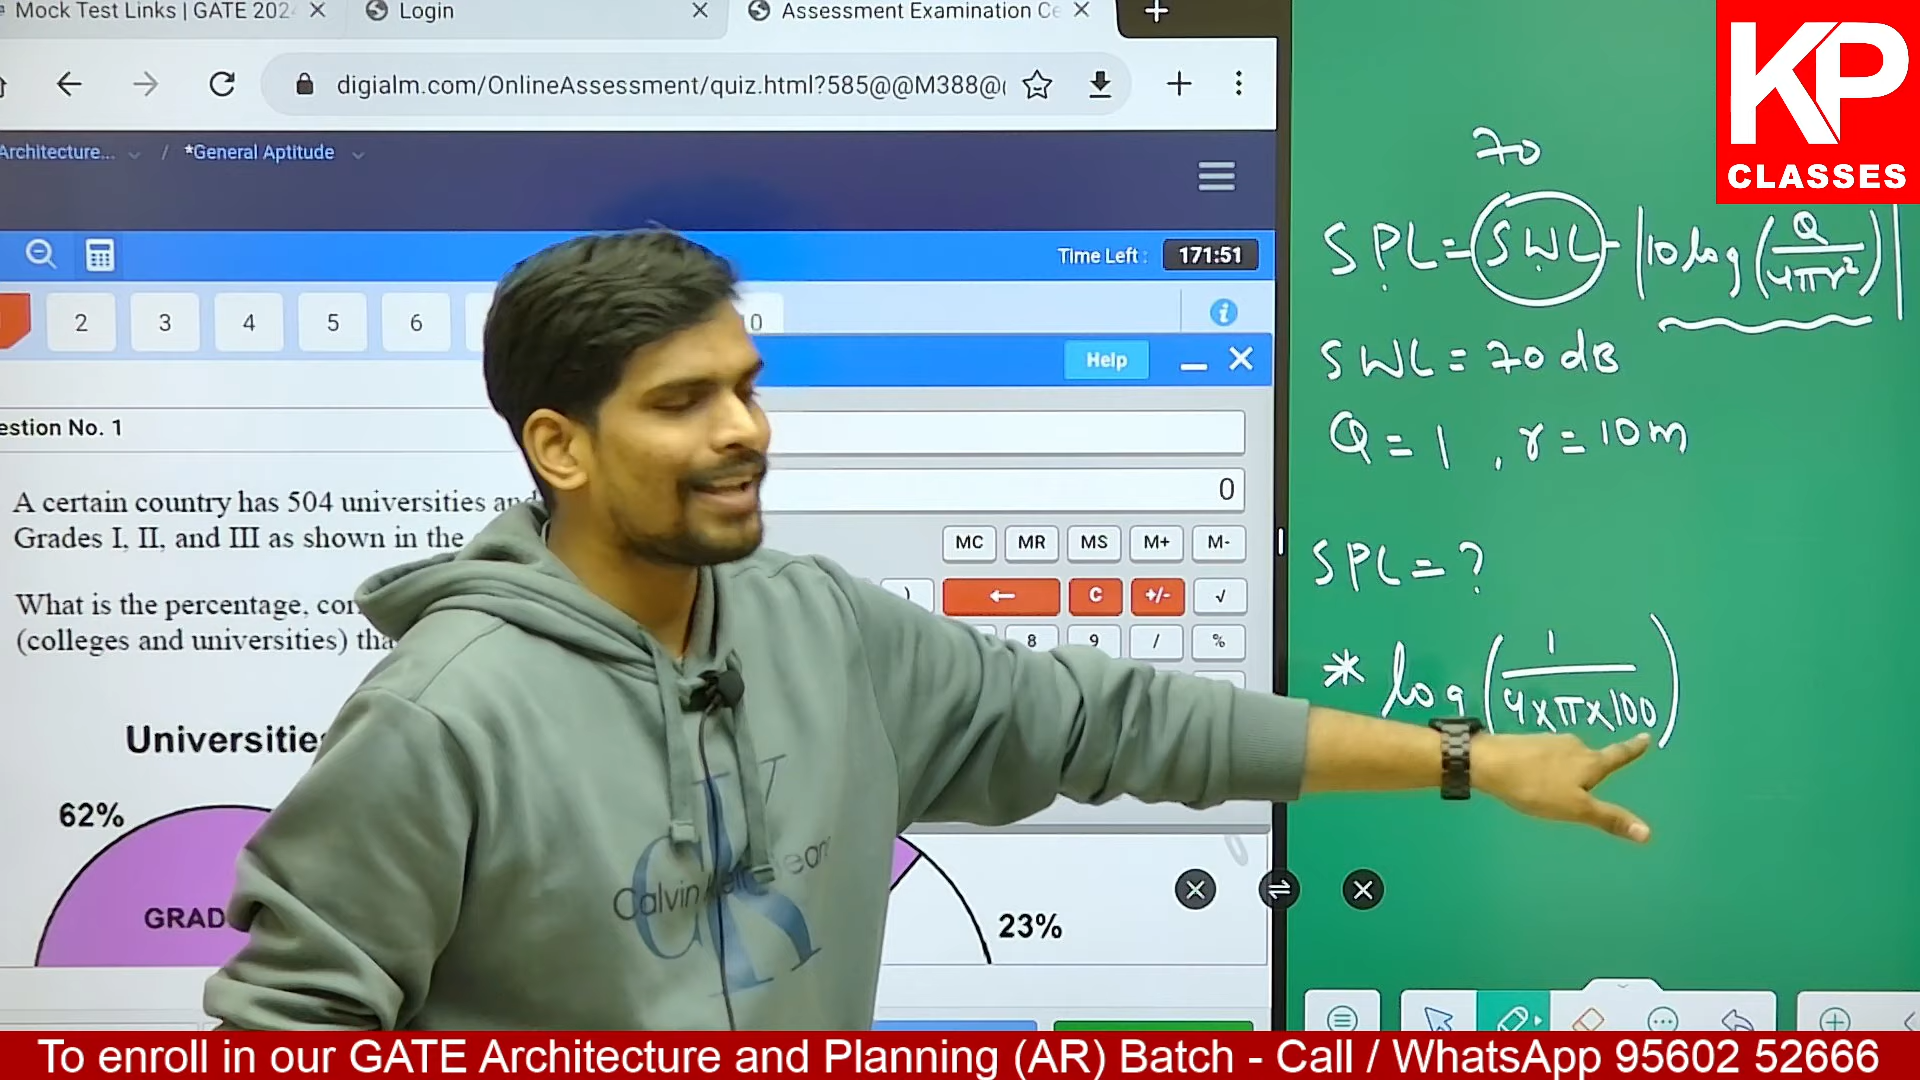 Mock Test Links | GATE 202
Login
Assessment Examination Ce
digialm.com/OnlineAssessment/quiz.html?585@@M388@
Architecture... / *General Aptitude
Time Left : 171:51
2 3 4 5 6
Help
estion No. 1
0
A certain country has 504 universities and
Grades I, II, and III as shown in the
What is the percentage, cor
(colleges and universities) tha
MC MR MS M+ M-
) ← C +/- √
8 9 / %
Universitie
62%
GRAD
23%
Calvin
KP
CLASSES
70
SPL = SWL - |10 log (Q/4πr²)|
SWL = 70 dB
Q = 1 , r = 10m
SPL = ?
* log (1/4×π×100)
To enroll in our GATE Architecture and Planning (AR) Batch - Call / WhatsApp 95602 52666